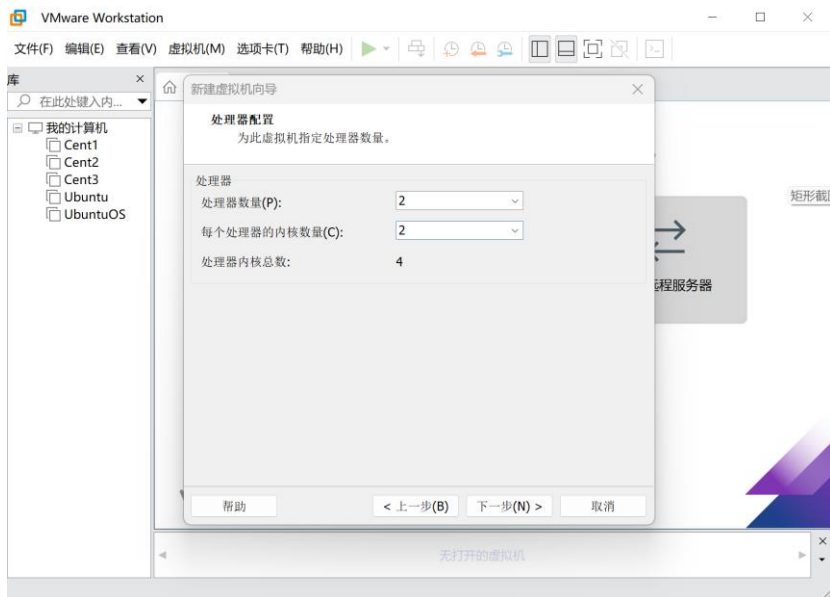 VMware Workstation
文件(F) 编辑(E) 查看(V) 虚拟机(M) 选项卡(T) 帮助(H)
库
在此处键入内...
我的计算机
Cent1
Cent2
Cent3
Ubuntu
UbuntuOS
新建虚拟机向导
处理器配置
为此虚拟机指定处理器数量。
处理器
处理器数量(P): 2
每个处理器的内核数量(C): 2
处理器内核总数: 4
帮助 < 上一步(B) 下一步(N) > 取消
矩形截
程服务器
无打开的虚拟机